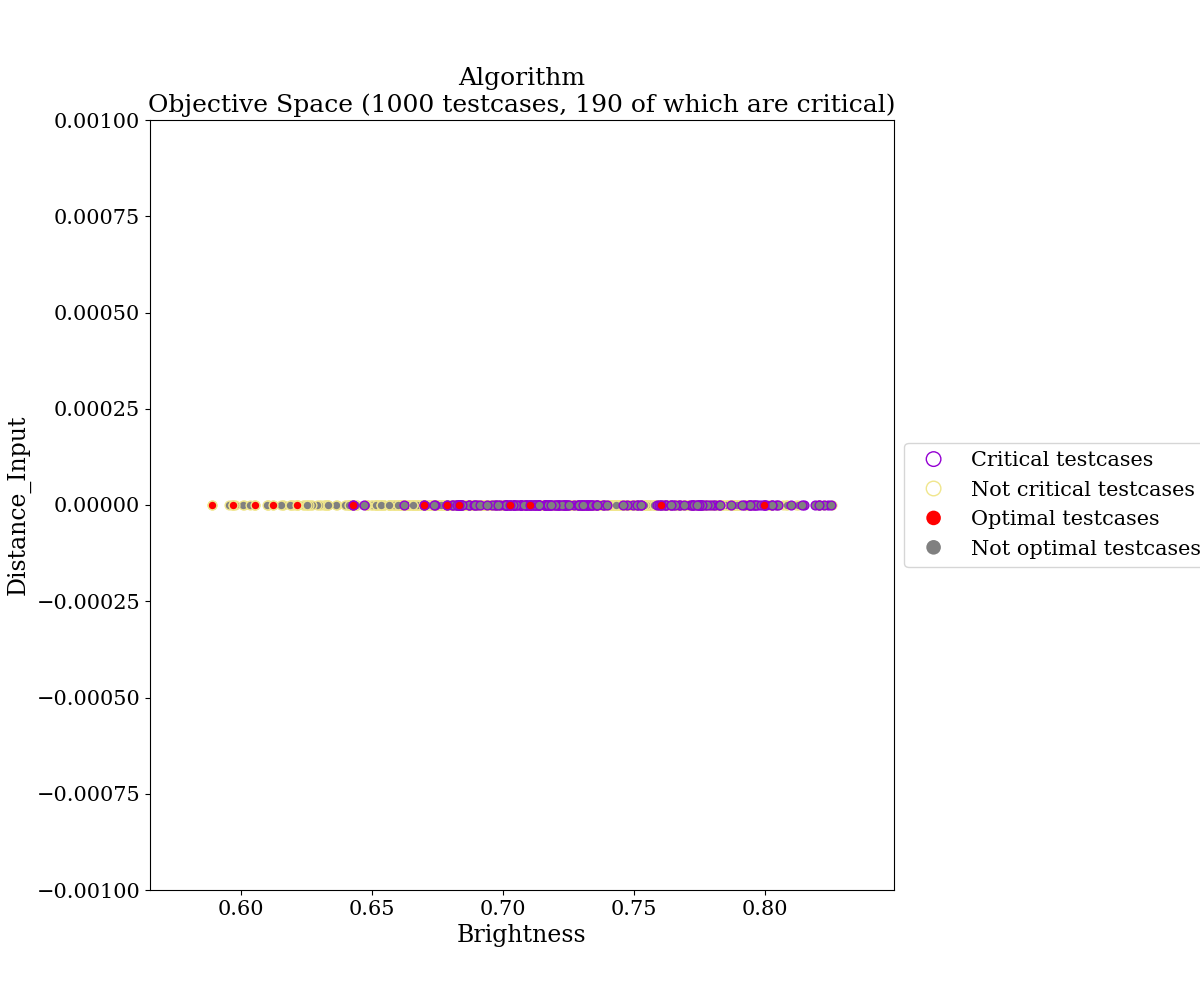 Algorithm
Objective Space (1000 testcases, 190 of which are critical)
0.00100
0.00075
0.00050
0.00025
0.00000
−0.00025
−0.00050
−0.00075
−0.00100
Distance_Input
0.60
0.65
0.70
0.75
0.80
Brightness
Critical testcases
Not critical testcases
Optimal testcases
Not optimal testcases